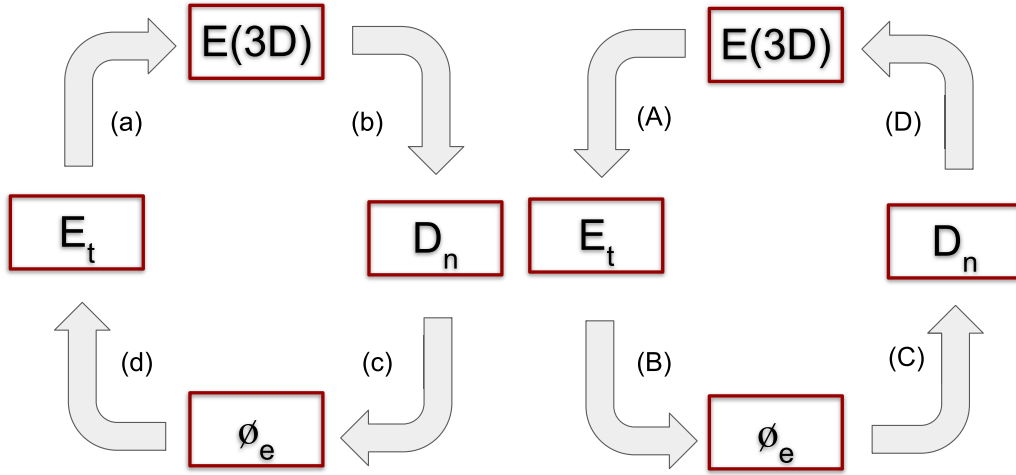 E(3D)
E(3D)
(a)
(b)
(A)
(D)
E_t
D_n
E_t
D_n
(d)
(c)
(B)
(C)
ø_e
ø_e